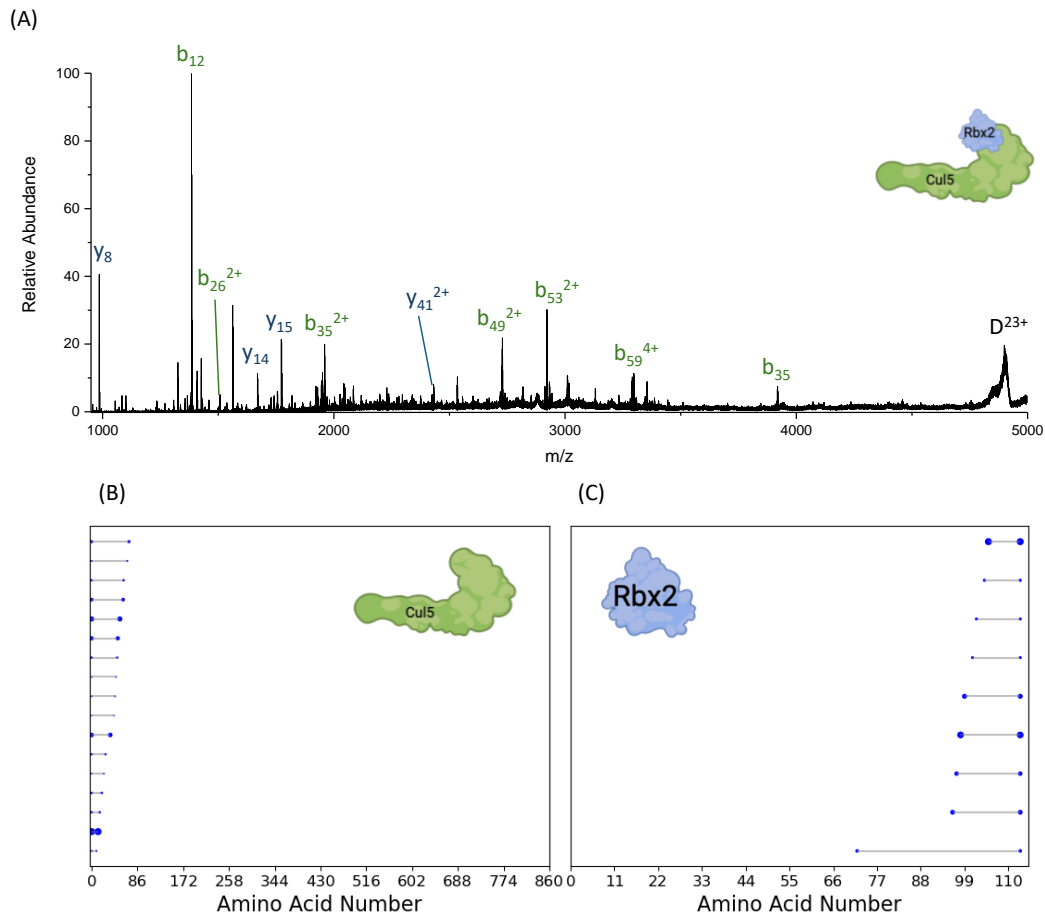 (A)
b12
100
80
60
40
20
0
Relative Abundance
y8
b26 2+
y14
y15
b35 2+
y41 2+
b49 2+
b53 2+
b59 4+
b35
D23+
Rbx2
Cul5
1000 2000 3000 4000 5000
m/z
(B)
Cul5
0 86 172 258 344 430 516 602 688 774 860
Amino Acid Number
(C)
Rbx2
0 11 22 33 44 55 66 77 88 99 110
Amino Acid Number